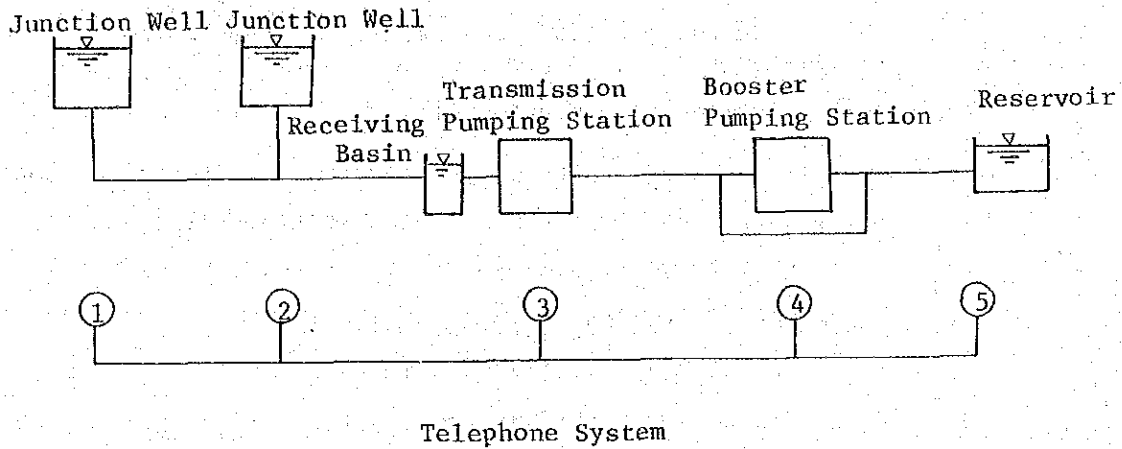 Junction Well Junction Well
Transmission
Pumping Station
Booster
Pumping Station
Reservoir
Receiving
Basin
1
2
3
4
5
Telephone System